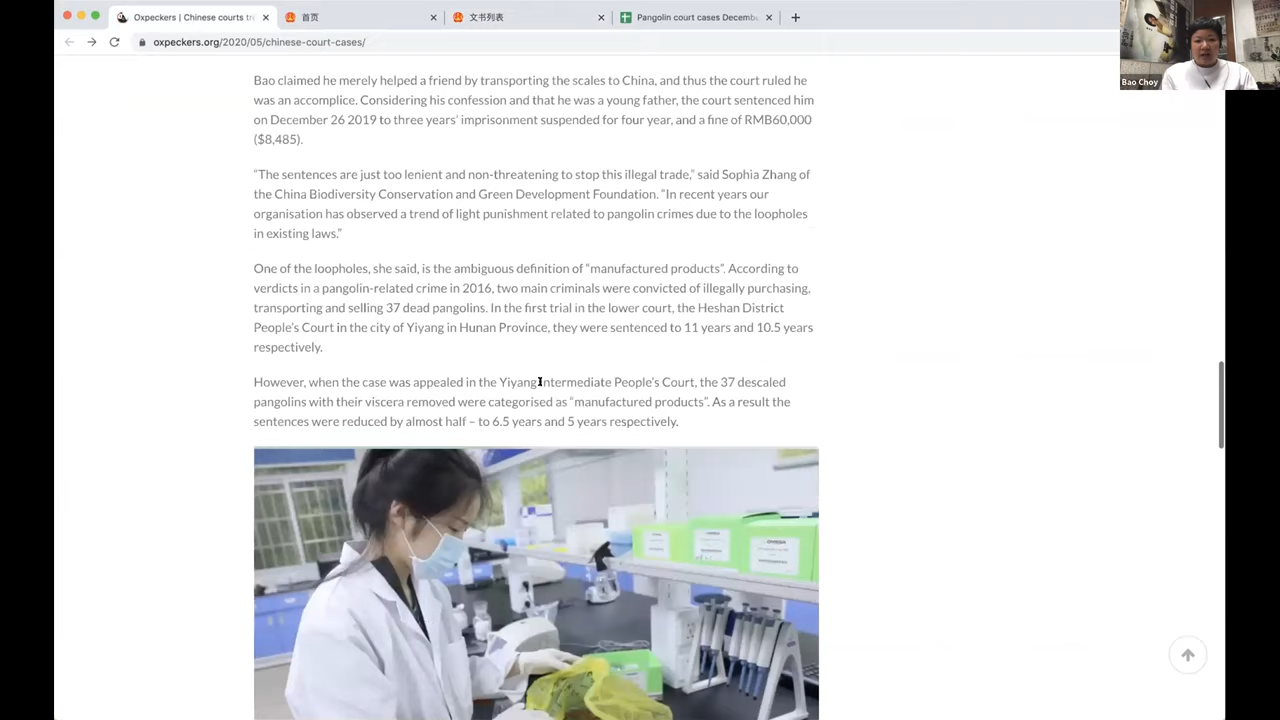 Oxpeckers | Chinese courts tre
首页
文书列表
Pangolin court cases Decembe
oxpeckers.org/2020/05/chinese-court-cases/
Bao Choy
Bao claimed he merely helped a friend by transporting the scales to China, and thus the court ruled he
was an accomplice. Considering his confession and that he was a young father, the court sentenced him
on December 26 2019 to three years’ imprisonment suspended for four year, and a fine of RMB60,000
($8,485).
“The sentences are just too lenient and non-threatening to stop this illegal trade,” said Sophia Zhang of
the China Biodiversity Conservation and Green Development Foundation. “In recent years our
organisation has observed a trend of light punishment related to pangolin crimes due to the loopholes
in existing laws.”
One of the loopholes, she said, is the ambiguous definition of “manufactured products”. According to
verdicts in a pangolin-related crime in 2016, two main criminals were convicted of illegally purchasing,
transporting and selling 37 dead pangolins. In the first trial in the lower court, the Heshan District
People’s Court in the city of Yiyang in Hunan Province, they were sentenced to 11 years and 10.5 years
respectively.
However, when the case was appealed in the Yiyang Intermediate People’s Court, the 37 descaled
pangolins with their viscera removed were categorised as “manufactured products”. As a result the
sentences were reduced by almost half – to 6.5 years and 5 years respectively.